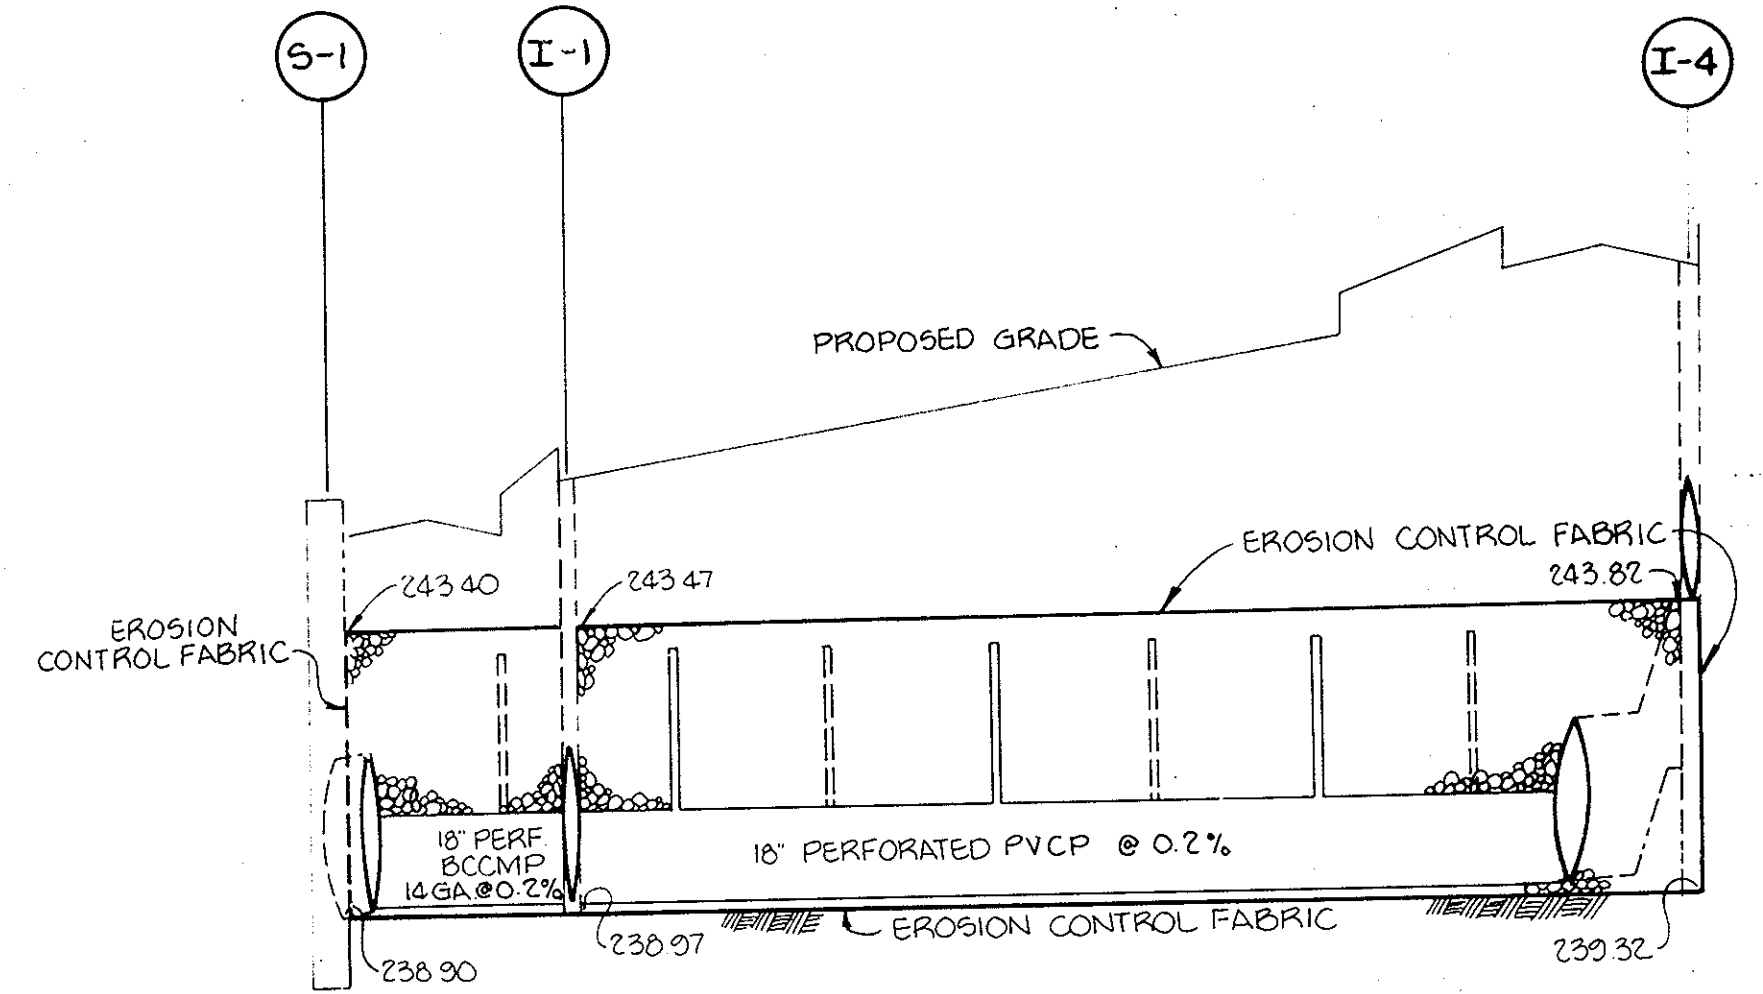 S-1
I-1
I-4
PROPOSED GRADE
EROSION CONTROL FABRIC
243.82
243 40
243 47
EROSION
CONTROL FABRIC
18" PERF.
BCCMP
14 GA.@0.2%
18" PERFORATED PVCP @ 0.2%
EROSION CONTROL FABRIC
238.97
239.32
238 90